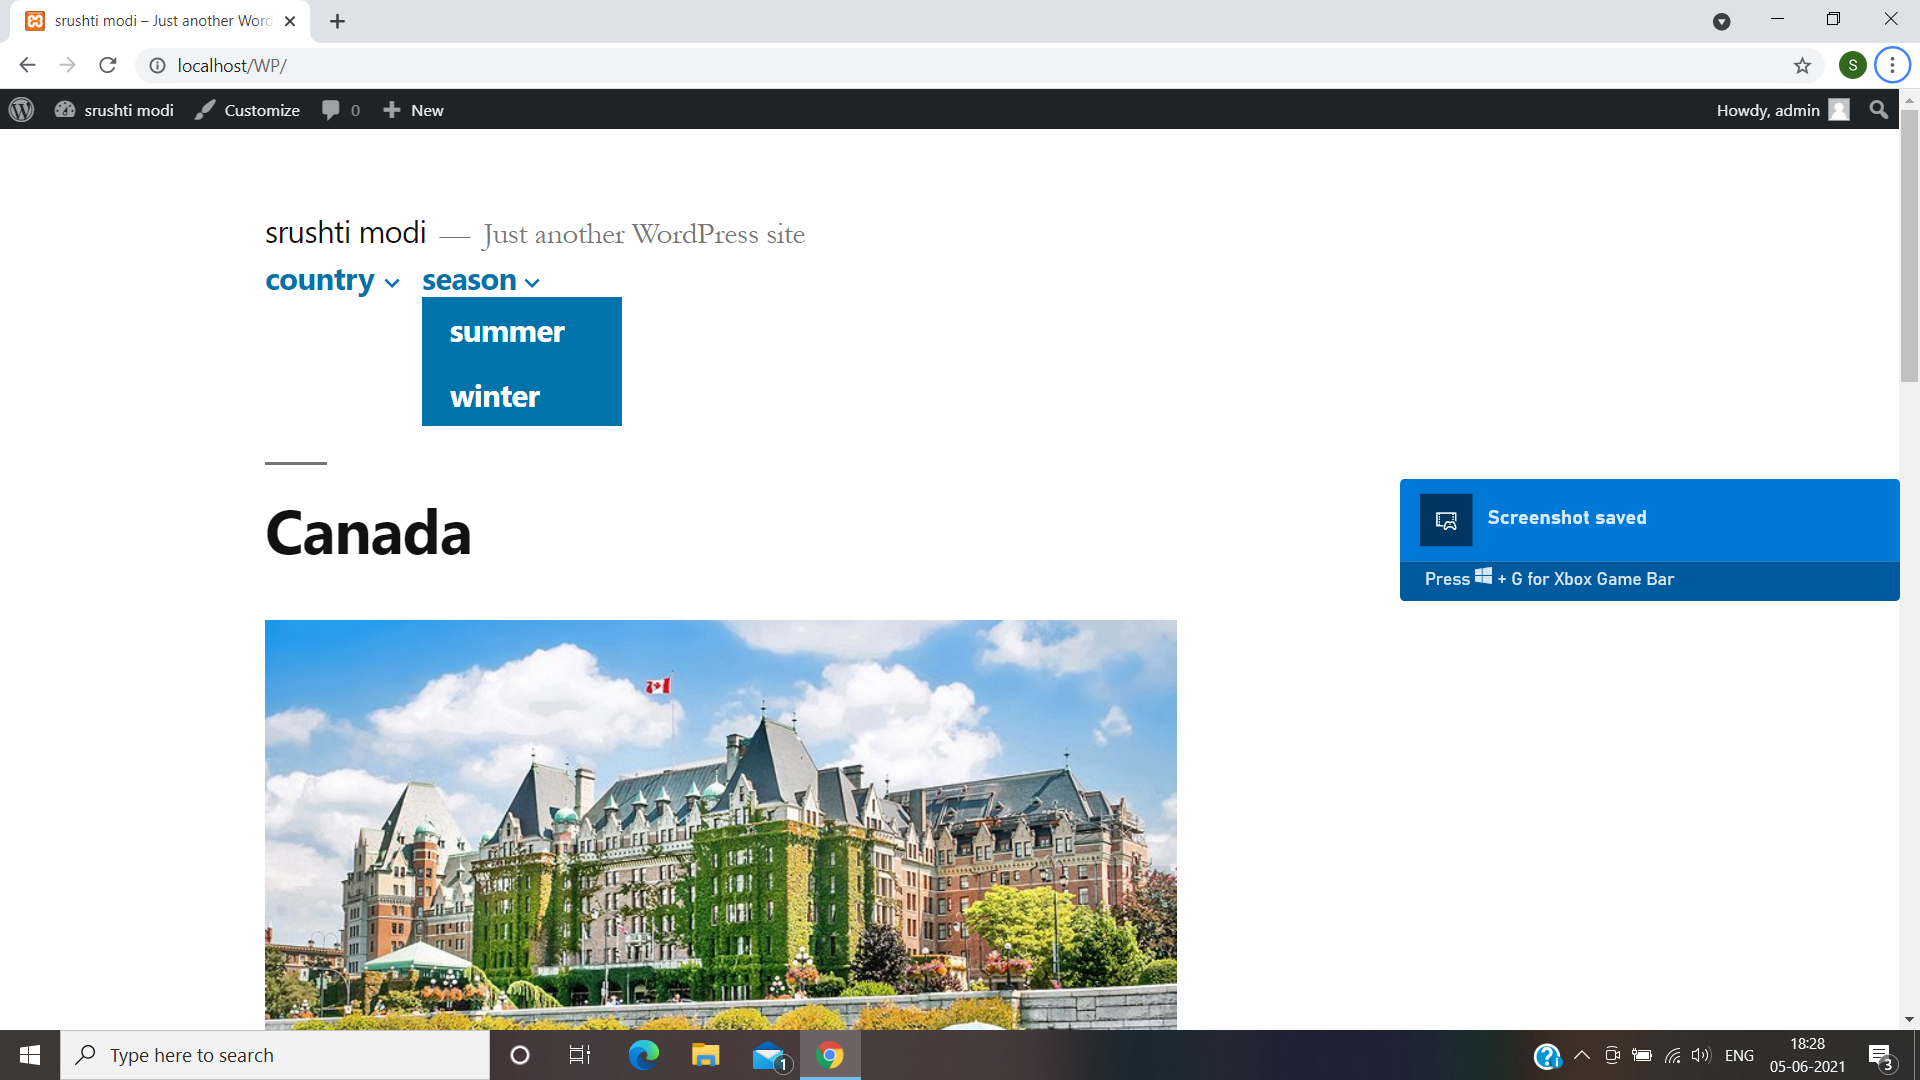 srushti modi – Just another Word
localhost/WP/
S
srushti modi
Customize
0
New
Howdy, admin
srushti modi — Just another WordPress site
country
season
summer
winter
Canada
Screenshot saved
Press + G for Xbox Game Bar
Type here to search
1
ENG
18:28
05-06-2021
3